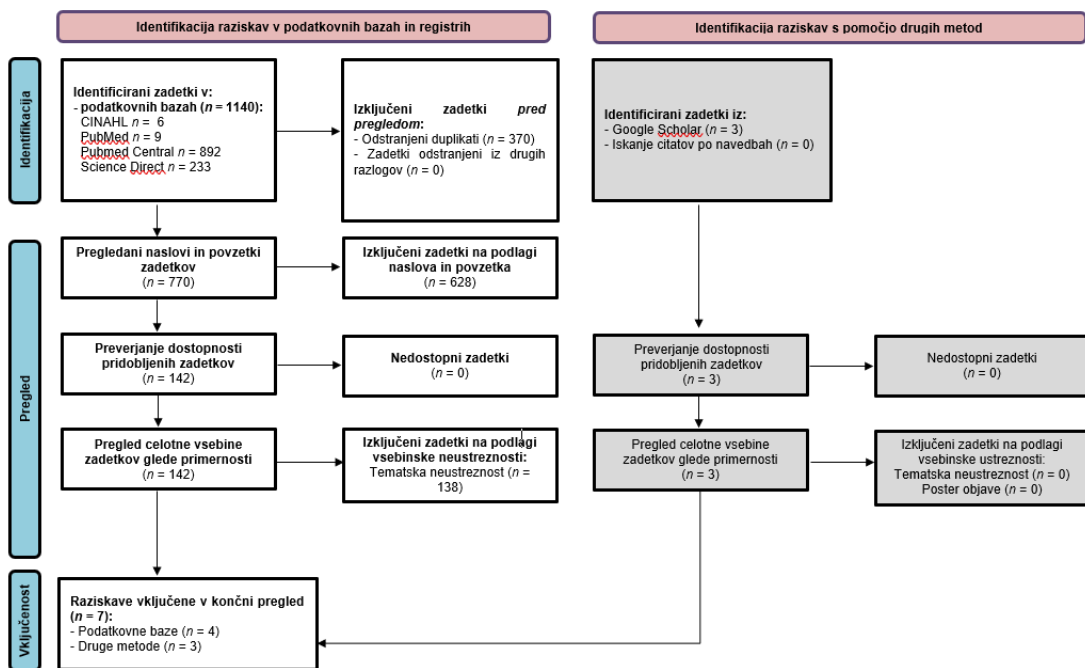 Identifikacija raziskav v podatkovnih bazah in registrih
Identifikacija raziskav s pomočjo drugih metod
Identifikacija
Identificirani zadetki v:
- podatkovnih bazah (n = 1140):
CINAHL n = 6
PubMed n = 9
Pubmed Central n = 892
Science Direct n = 233
Izključeni zadetki pred
pregledom:
- Odstranjeni duplikati (n = 370)
- Zadetki odstranjeni iz drugih
razlogov (n = 0)
Identificirani zadetki iz:
- Google Scholar (n = 3)
- Iskanje citatov po navedbah (n = 0)
Pregled
Pregledani naslovi in povzetki
zadetkov
(n = 770)
Izključeni zadetki na podlagi
naslova in povzetka
(n = 628)
Preverjanje dostopnosti
pridobljenih zadetkov
(n = 142)
Nedostopni zadetki
(n = 0)
Preverjanje dostopnosti
pridobljenih zadetkov
(n = 3)
Nedostopni zadetki
(n = 0)
Pregled celotne vsebine
zadetkov glede primernosti
(n = 142)
Izključeni zadetki na podlagi
vsebinske neustreznosti:
Tematska neustreznost (n =
138)
Pregled celotne vsebine
zadetkov glede primernosti
(n = 3)
Izključeni zadetki na podlagi
vsebinske ustreznosti:
Tematska neustreznost (n = 0)
Poster objave (n = 0)
Vključenost
Raziskave vključene v končni pregled
(n = 7):
- Podatkovne baze (n = 4)
- Druge metode (n = 3)